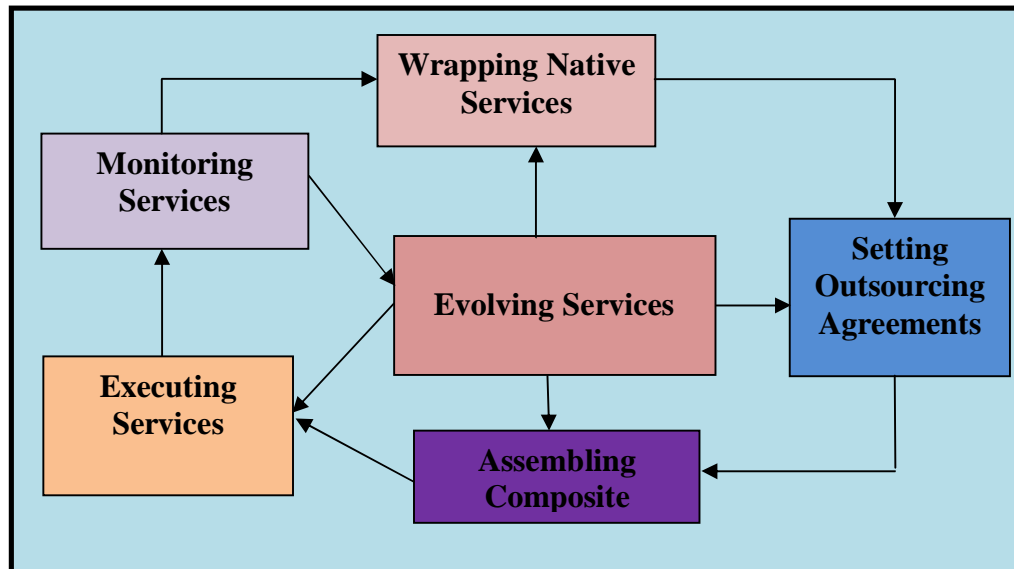 Wrapping Native
Services
Monitoring
Services
Setting
Outsourcing
Agreements
Evolving Services
Executing
Services
Assembling
Composite